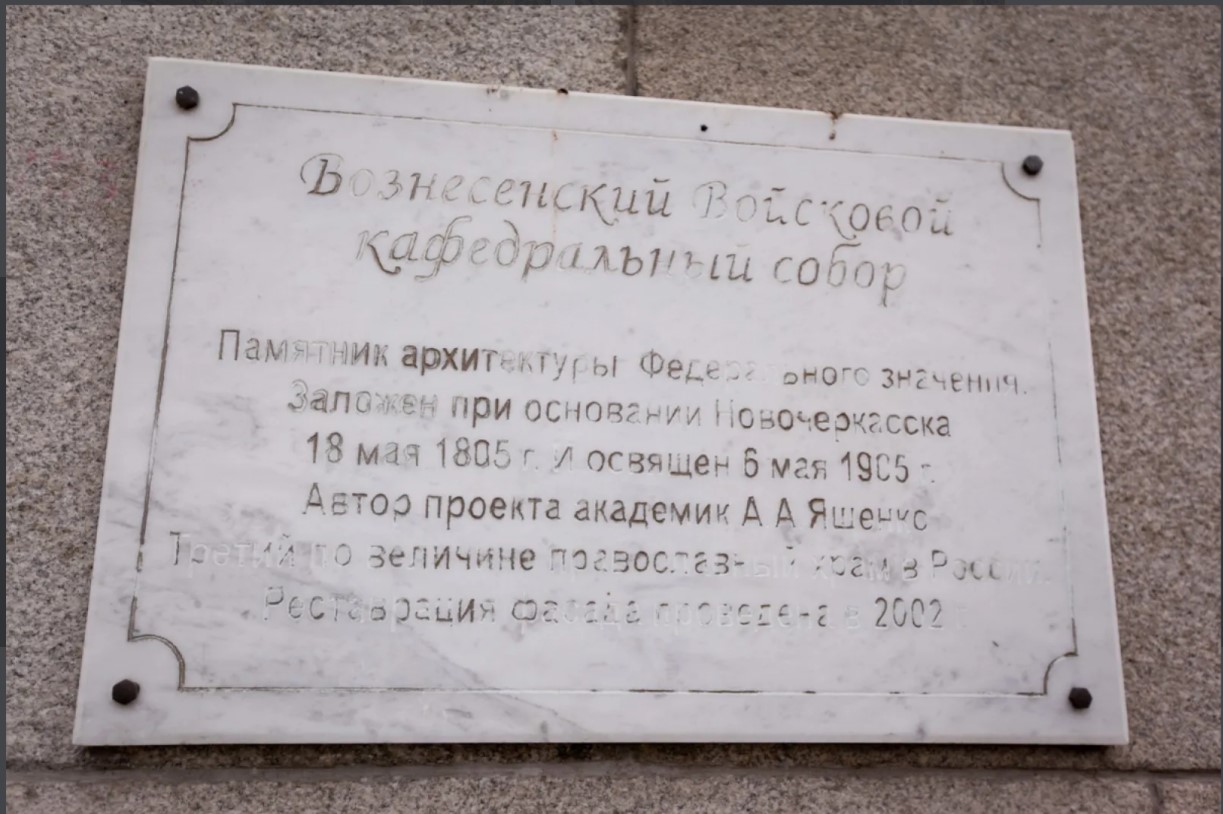 Вознесенский Войсковой
кафедральный собор
Памятник архитектуры Федерального значения.
Заложен при основании Новочеркасска
18 мая 1805 г. И освящен 6 мая 1905 г.
Автор проекта академик А А Ященко
Третий по величине православный храм в России
Реставрация фасада проведена в 2002 г